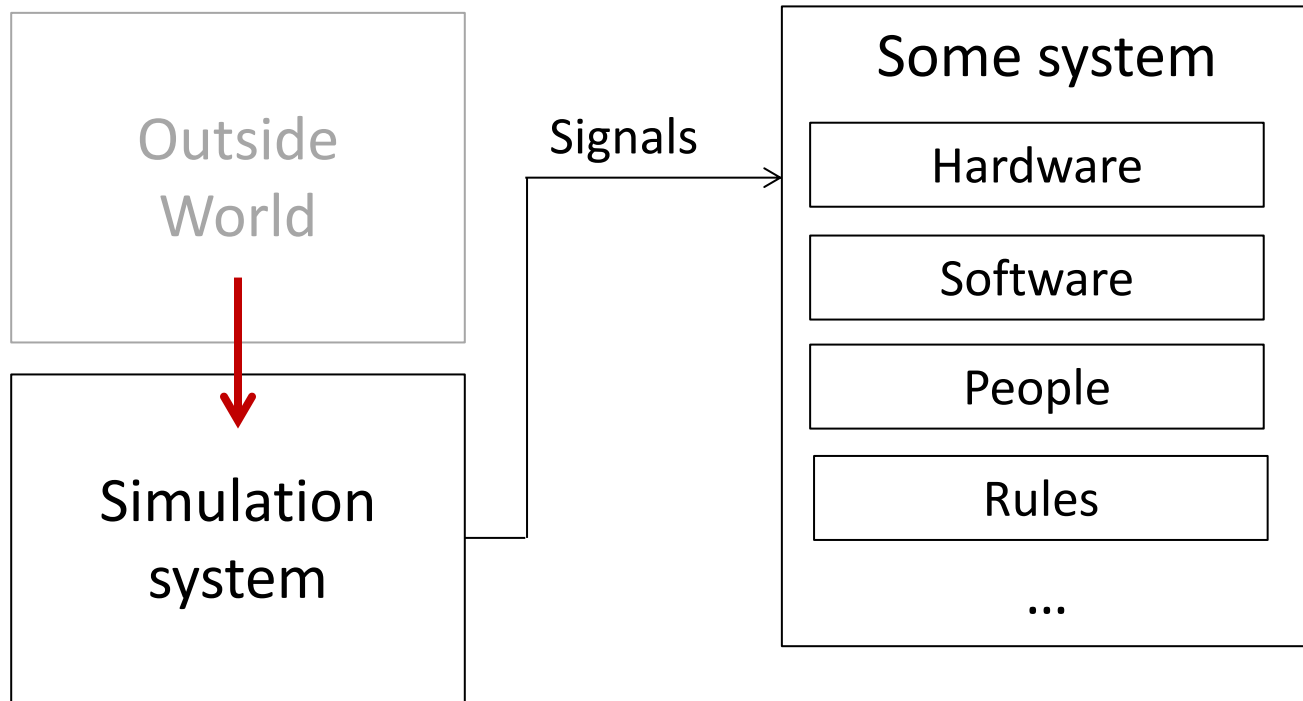 Outside
World
Simulation
system
Signals
Some system
Hardware
Software
People
Rules
...